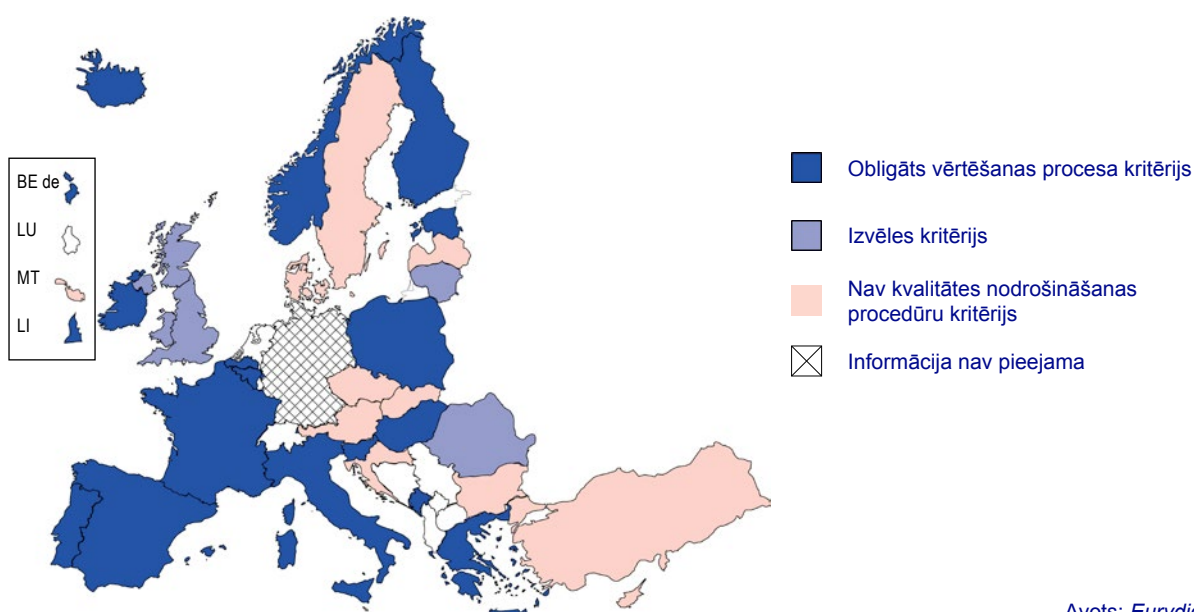 BE de
LU
MT
LI
Obligāts vērtēšanas procesa kritērijs
Izvēles kritērijs
Nav kvalitātes nodrošināšanas
procedūru kritērijs
Informācija nav pieejama
Avots: